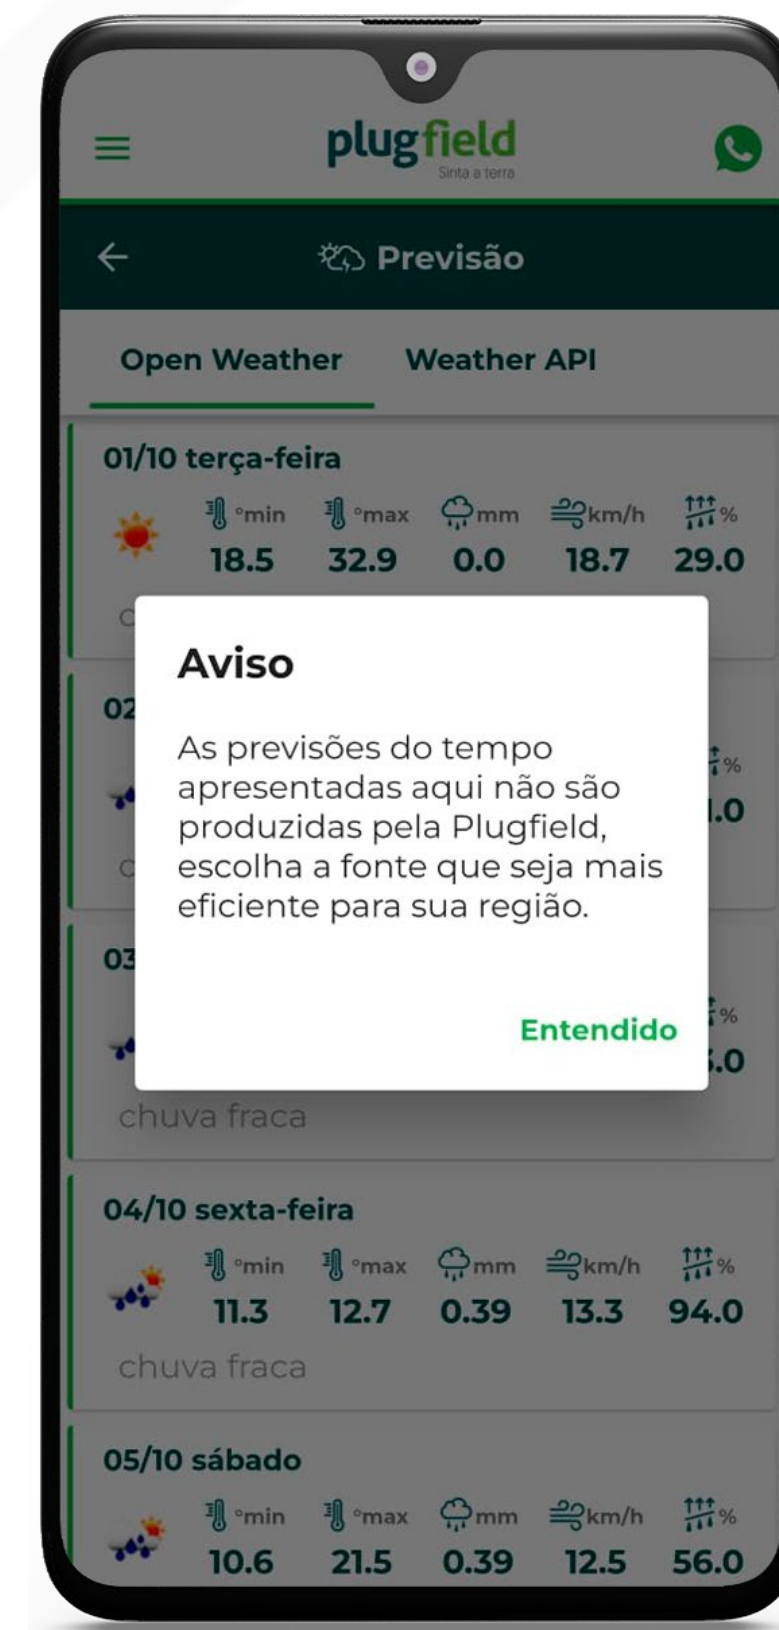 plugfield
Sinta a terra
Previsão
Open Weather Weather API
01/10 terça-feira
°min °max mm km/h %
18.5 32.9 0.0 18.7 29.0
Aviso
As previsões do tempo
apresentadas aqui não são
produzidas pela Plugfield,
escolha a fonte que seja mais
eficiente para sua região.
Entendido
02
%
03
%
chuva fraca
04/10 sexta-feira
°min °max mm km/h %
11.3 12.7 0.39 13.3 94.0
chuva fraca
05/10 sábado
°min °max mm km/h %
10.6 21.5 0.39 12.5 56.0